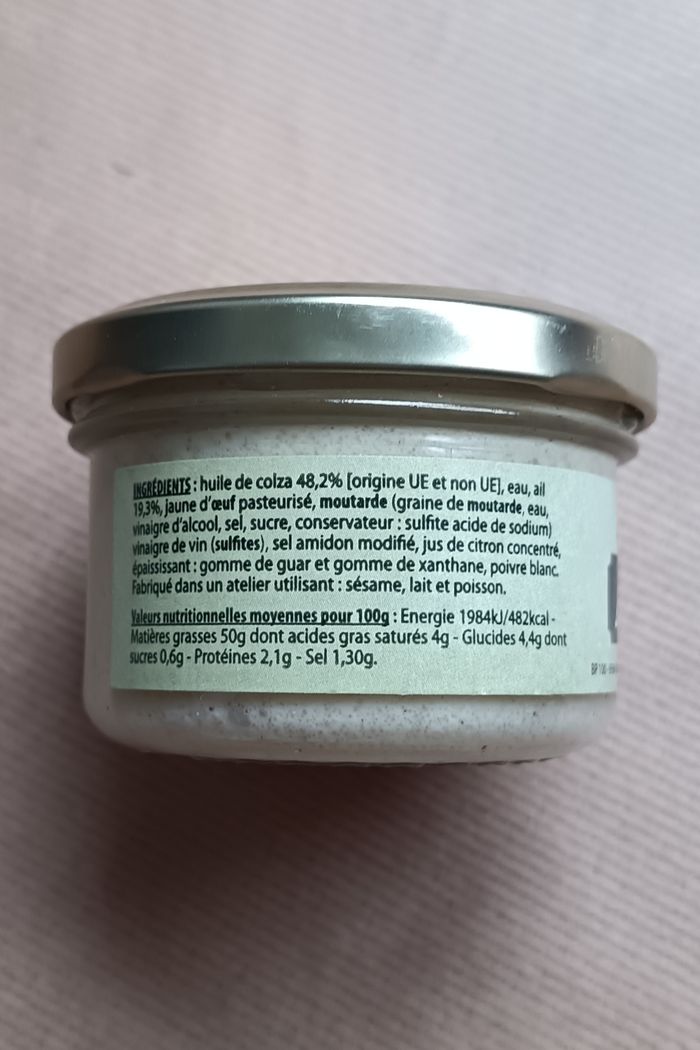 INGRÉDIENTS : huile de colza 48,2% [origine UE et non UE], eau, ail
19,3%, jaune d'œuf pasteurisé, moutarde (graine de moutarde, eau,
vinaigre d'alcool, sel, sucre, conservateur : sulfite acide de sodium)
vinaigre de vin (sulfites), sel amidon modifié, jus de citron concentré,
épaississant : gomme de guar et gomme de xanthane, poivre blanc.
Fabriqué dans un atelier utilisant : sésame, lait et poisson.
Valeurs nutritionnelles moyennes pour 100g : Energie 1984kJ/482kcal -
Matières grasses 50g dont acides gras saturés 4g - Glucides 4,4g dont
sucres 0,6g - Protéines 2,1g - Sel 1,30g.